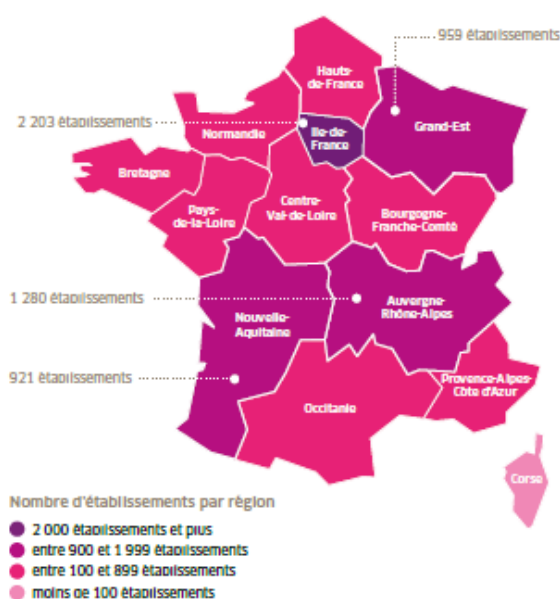 959 établissements
Hauts-
de-France
2 203 établissements
Normandie
Ile-de-
France
Grand-Est
Bretagne
Pays-
de-la-Loire
Centre-
Val-de-Loire
Bourgogne-
Franche-Comté
1 280 établissements
Auvergne-
Rhône-Alpes
Nouvelle-
Aquitaine
921 établissements
Provence-Alpes-
Côte d'Azur
Occitanie
Corse
Nombre d'établissements par région
2 000 établissements et plus
entre 900 et 1 999 établissements
entre 100 et 899 établissements
moins de 100 établissements